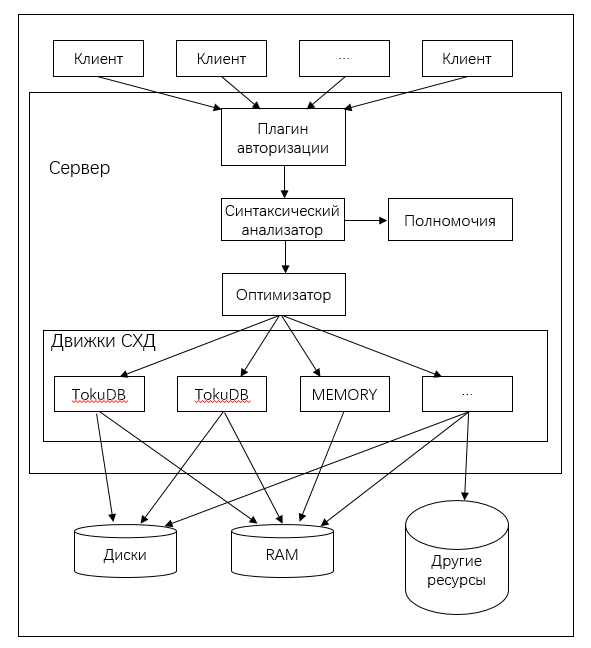 Клиент
Клиент
...
Клиент
Плагин
авторизации
Сервер
Синтаксический
анализатор
Полномочия
Оптимизатор
Движки СХД
TokuDB
TokuDB
MEMORY
...
Диски
RAM
Другие
ресурсы